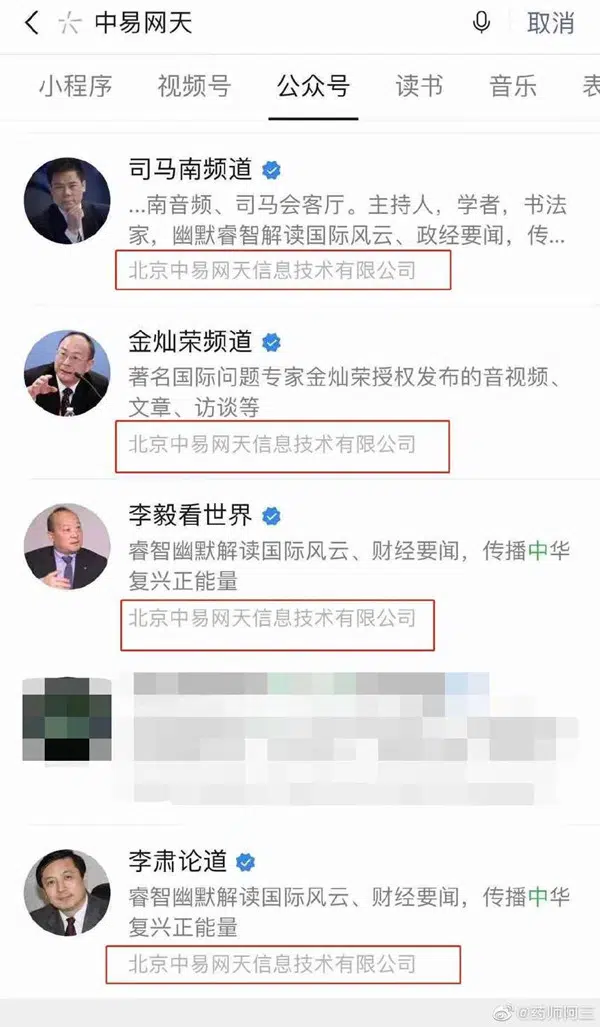 中易网天
取消
小程序 视频号 公众号 读书 音乐 表
司马南频道
...南音频、司马会客厅。主持人，学者，书法
家，幽默睿智解读国际风云、政经要闻，传...
北京中易网天信息技术有限公司
金灿荣频道
著名国际问题专家金灿荣授权发布的音视频、
文章、访谈等
北京中易网天信息技术有限公司
李毅看世界
睿智幽默解读国际风云、财经要闻，传播中华
复兴正能量
北京中易网天信息技术有限公司
李肃论道
睿智幽默解读国际风云、财经要闻，传播中华
复兴正能量
北京中易网天信息技术有限公司
@药师阿三